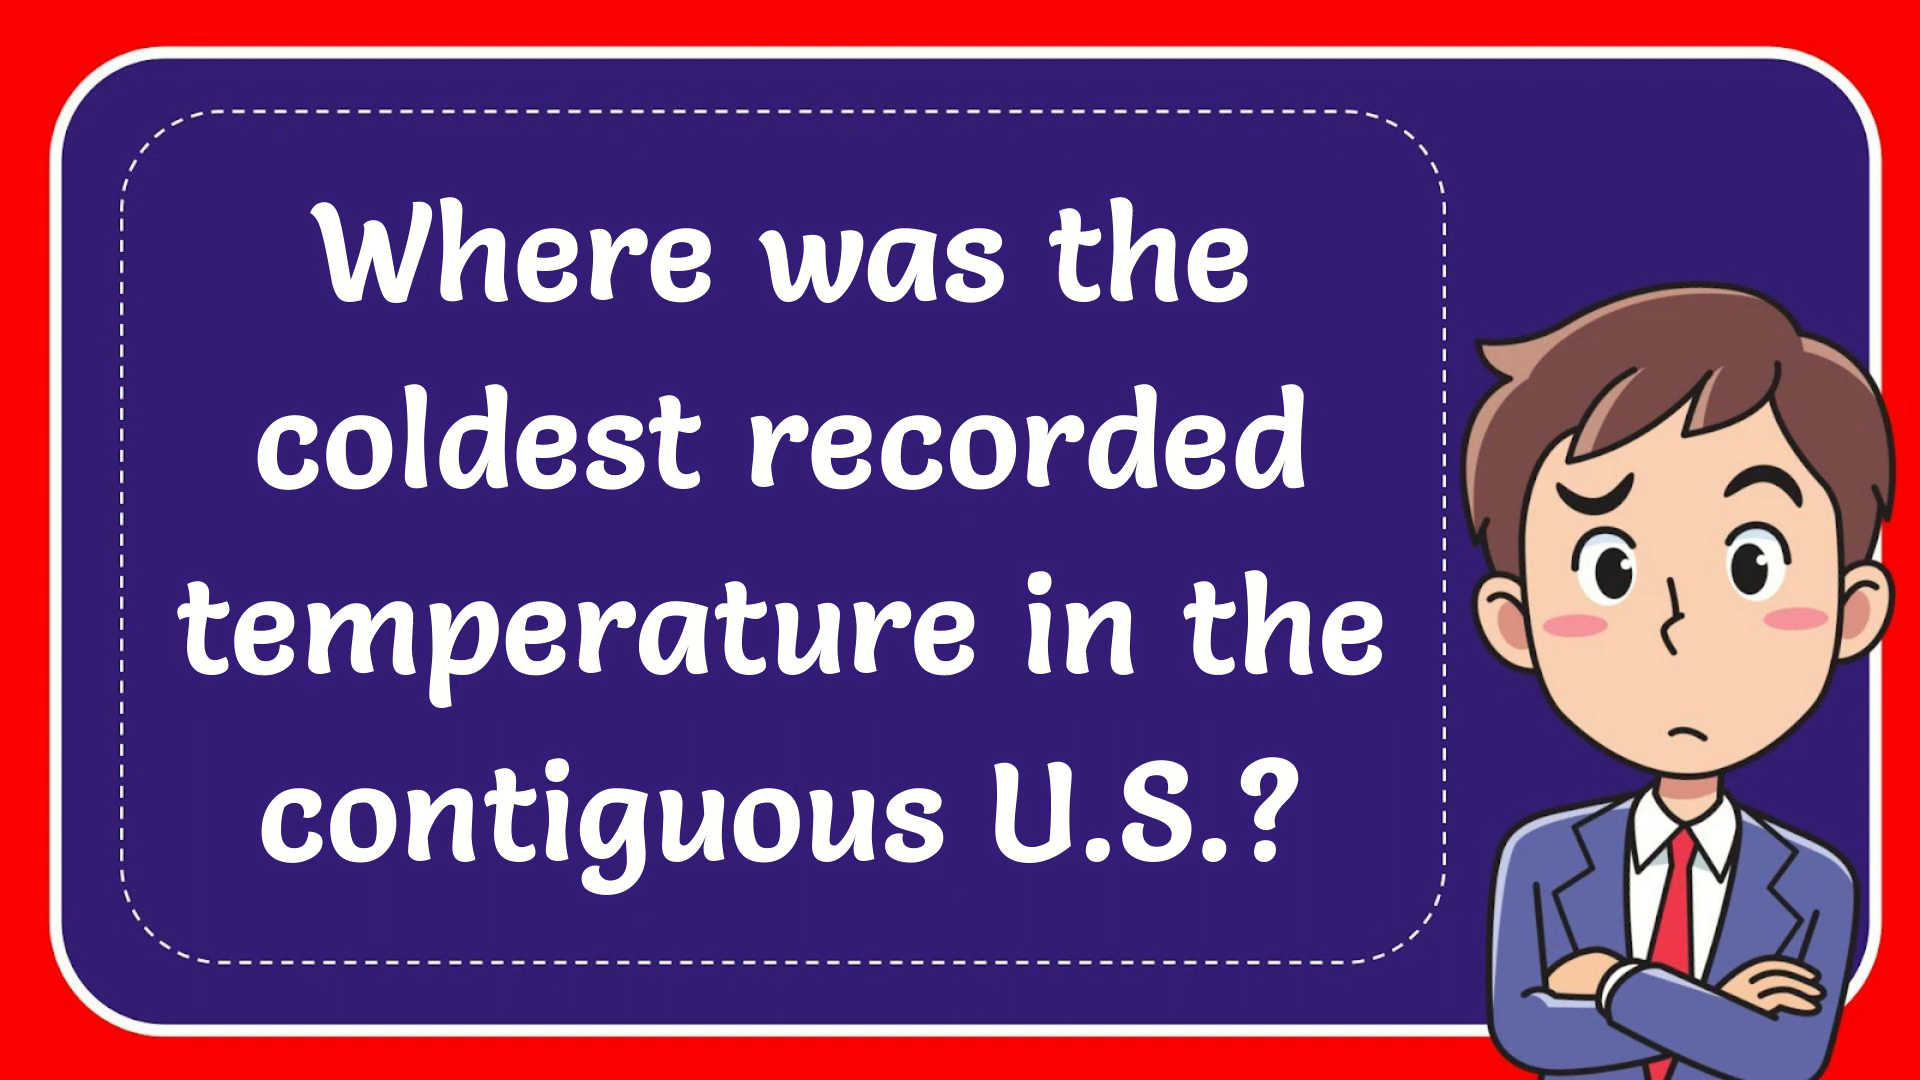 Where was the
coldest recorded
temperature in the
contiguous U.S.?